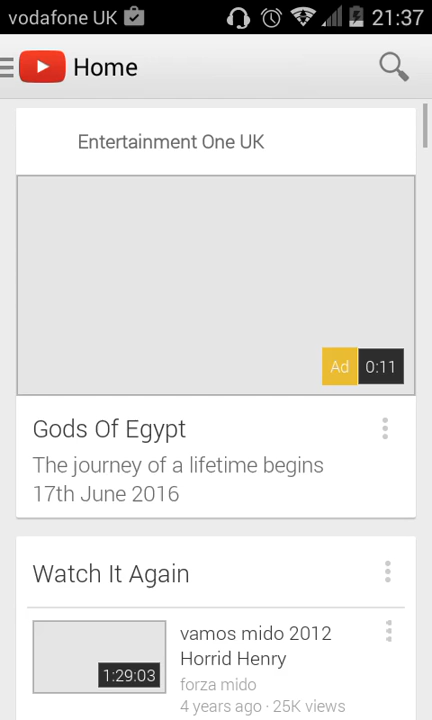 vodafone UK 21:37
Home
Entertainment One UK
Ad 0:11
Gods Of Egypt
The journey of a lifetime begins
17th June 2016
Watch It Again
vamos mido 2012
Horrid Henry
1:29:03
forza mido
4 years ago · 25K views